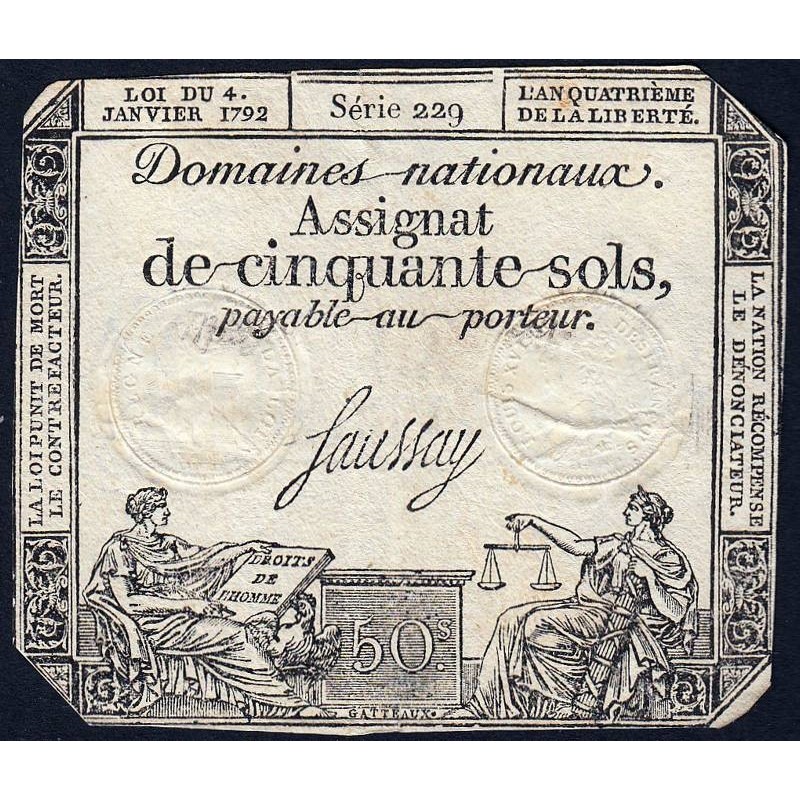 LOI DU 4.
JANVIER 1792
Série 229
L'AN QUATRIÈME
DE LA LIBERTÉ.
Domaines nationaux.
Assignat
de cinquante sols,
payable au porteur.
LA LOI PUNIT DE MORT
LE CONTREFACTEUR.
LA NATION RÉCOMPENSE
LE DÉNONCIATEUR.
Saussay
DROITS
DE
L'HOMME
50.s
GATTEAUX.